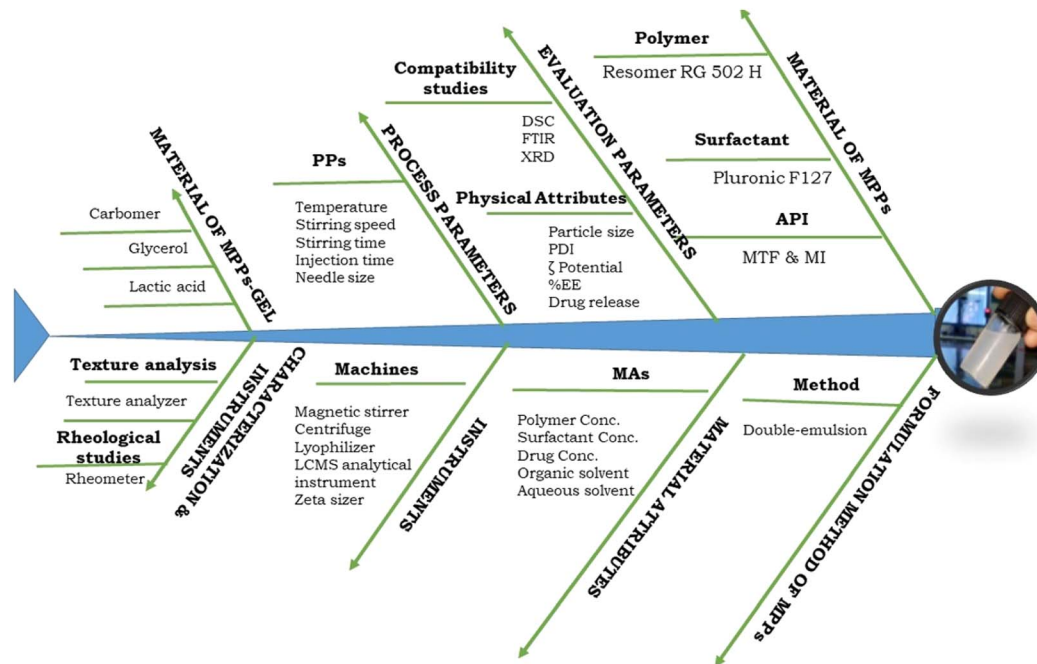 Polymer
Resomer RG 502 H
Surfactant
Pluronic F127
API
MTF & MI
MATERIAL OF MPPs
Compatibility
studies
DSC
FTIR
XRD
Physical Attributes
Particle size
PDI
ζ Potential
%EE
Drug release
EVALUATION PARAMETERS
PPs
Temperature
Stirring speed
Stirring time
Injection time
Needle size
PROCESS PARAMETERS
MATERIAL OF MPPs-GEL
Carbomer
Glycerol
Lactic acid
Texture analysis
Texture analyzer
Rheological
studies
Rheometer
CHARACTERIZATION &
INSTRUMENTS
Machines
Magnetic stirrer
Centrifuge
Lyophilizer
LCMS analytical
instrument
Zeta sizer
INSTRUMENTS
MAs
Polymer Conc.
Surfactant Conc.
Drug Conc.
Organic solvent
Aqueous solvent
MATERIAL ATTRIBUTES
Method
Double-emulsion
FORMULATION METHOD OF MPPs